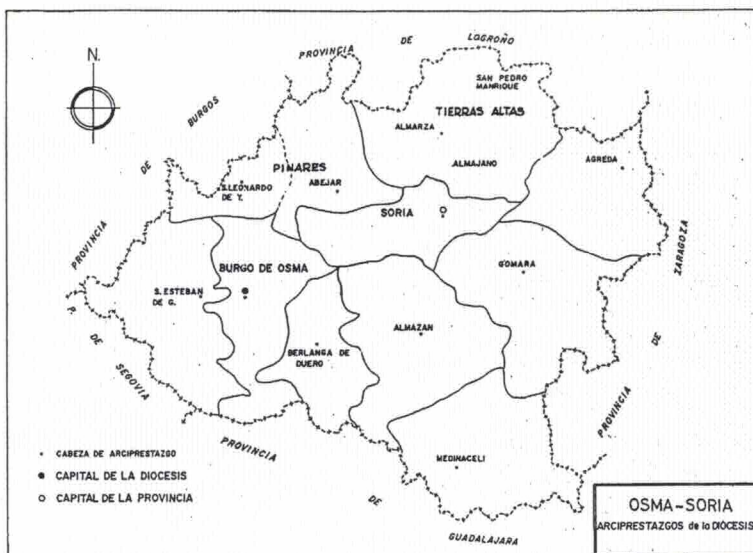 N.
PROVINCIA DE LOGROÑO
SAN PEDRO
MANRIQUE
TIERRAS ALTAS
ALMARZA
ALMAJANO
AGREDA
PROVINCIA DE BURGOS
PINARES
S. LEONARDO
DE Y.
ABEJAR
SORIA
BURGO DE OSMA
S. ESTEBAN
DE G.
GOMARA
ALMAZAN
BERLANGA DE
DUERO
MEDINACELI
P. DE SEGOVIA
PROVINCIA DE GUADALAJARA
PROVINCIA DE ZARAGOZA
CABEZA DE ARCIPRESTAZGO
CAPITAL DE LA DIOCESIS
CAPITAL DE LA PROVINCIA
OSMA-SORIA
ARCIPRESTAZGOS de la DIOCESIS